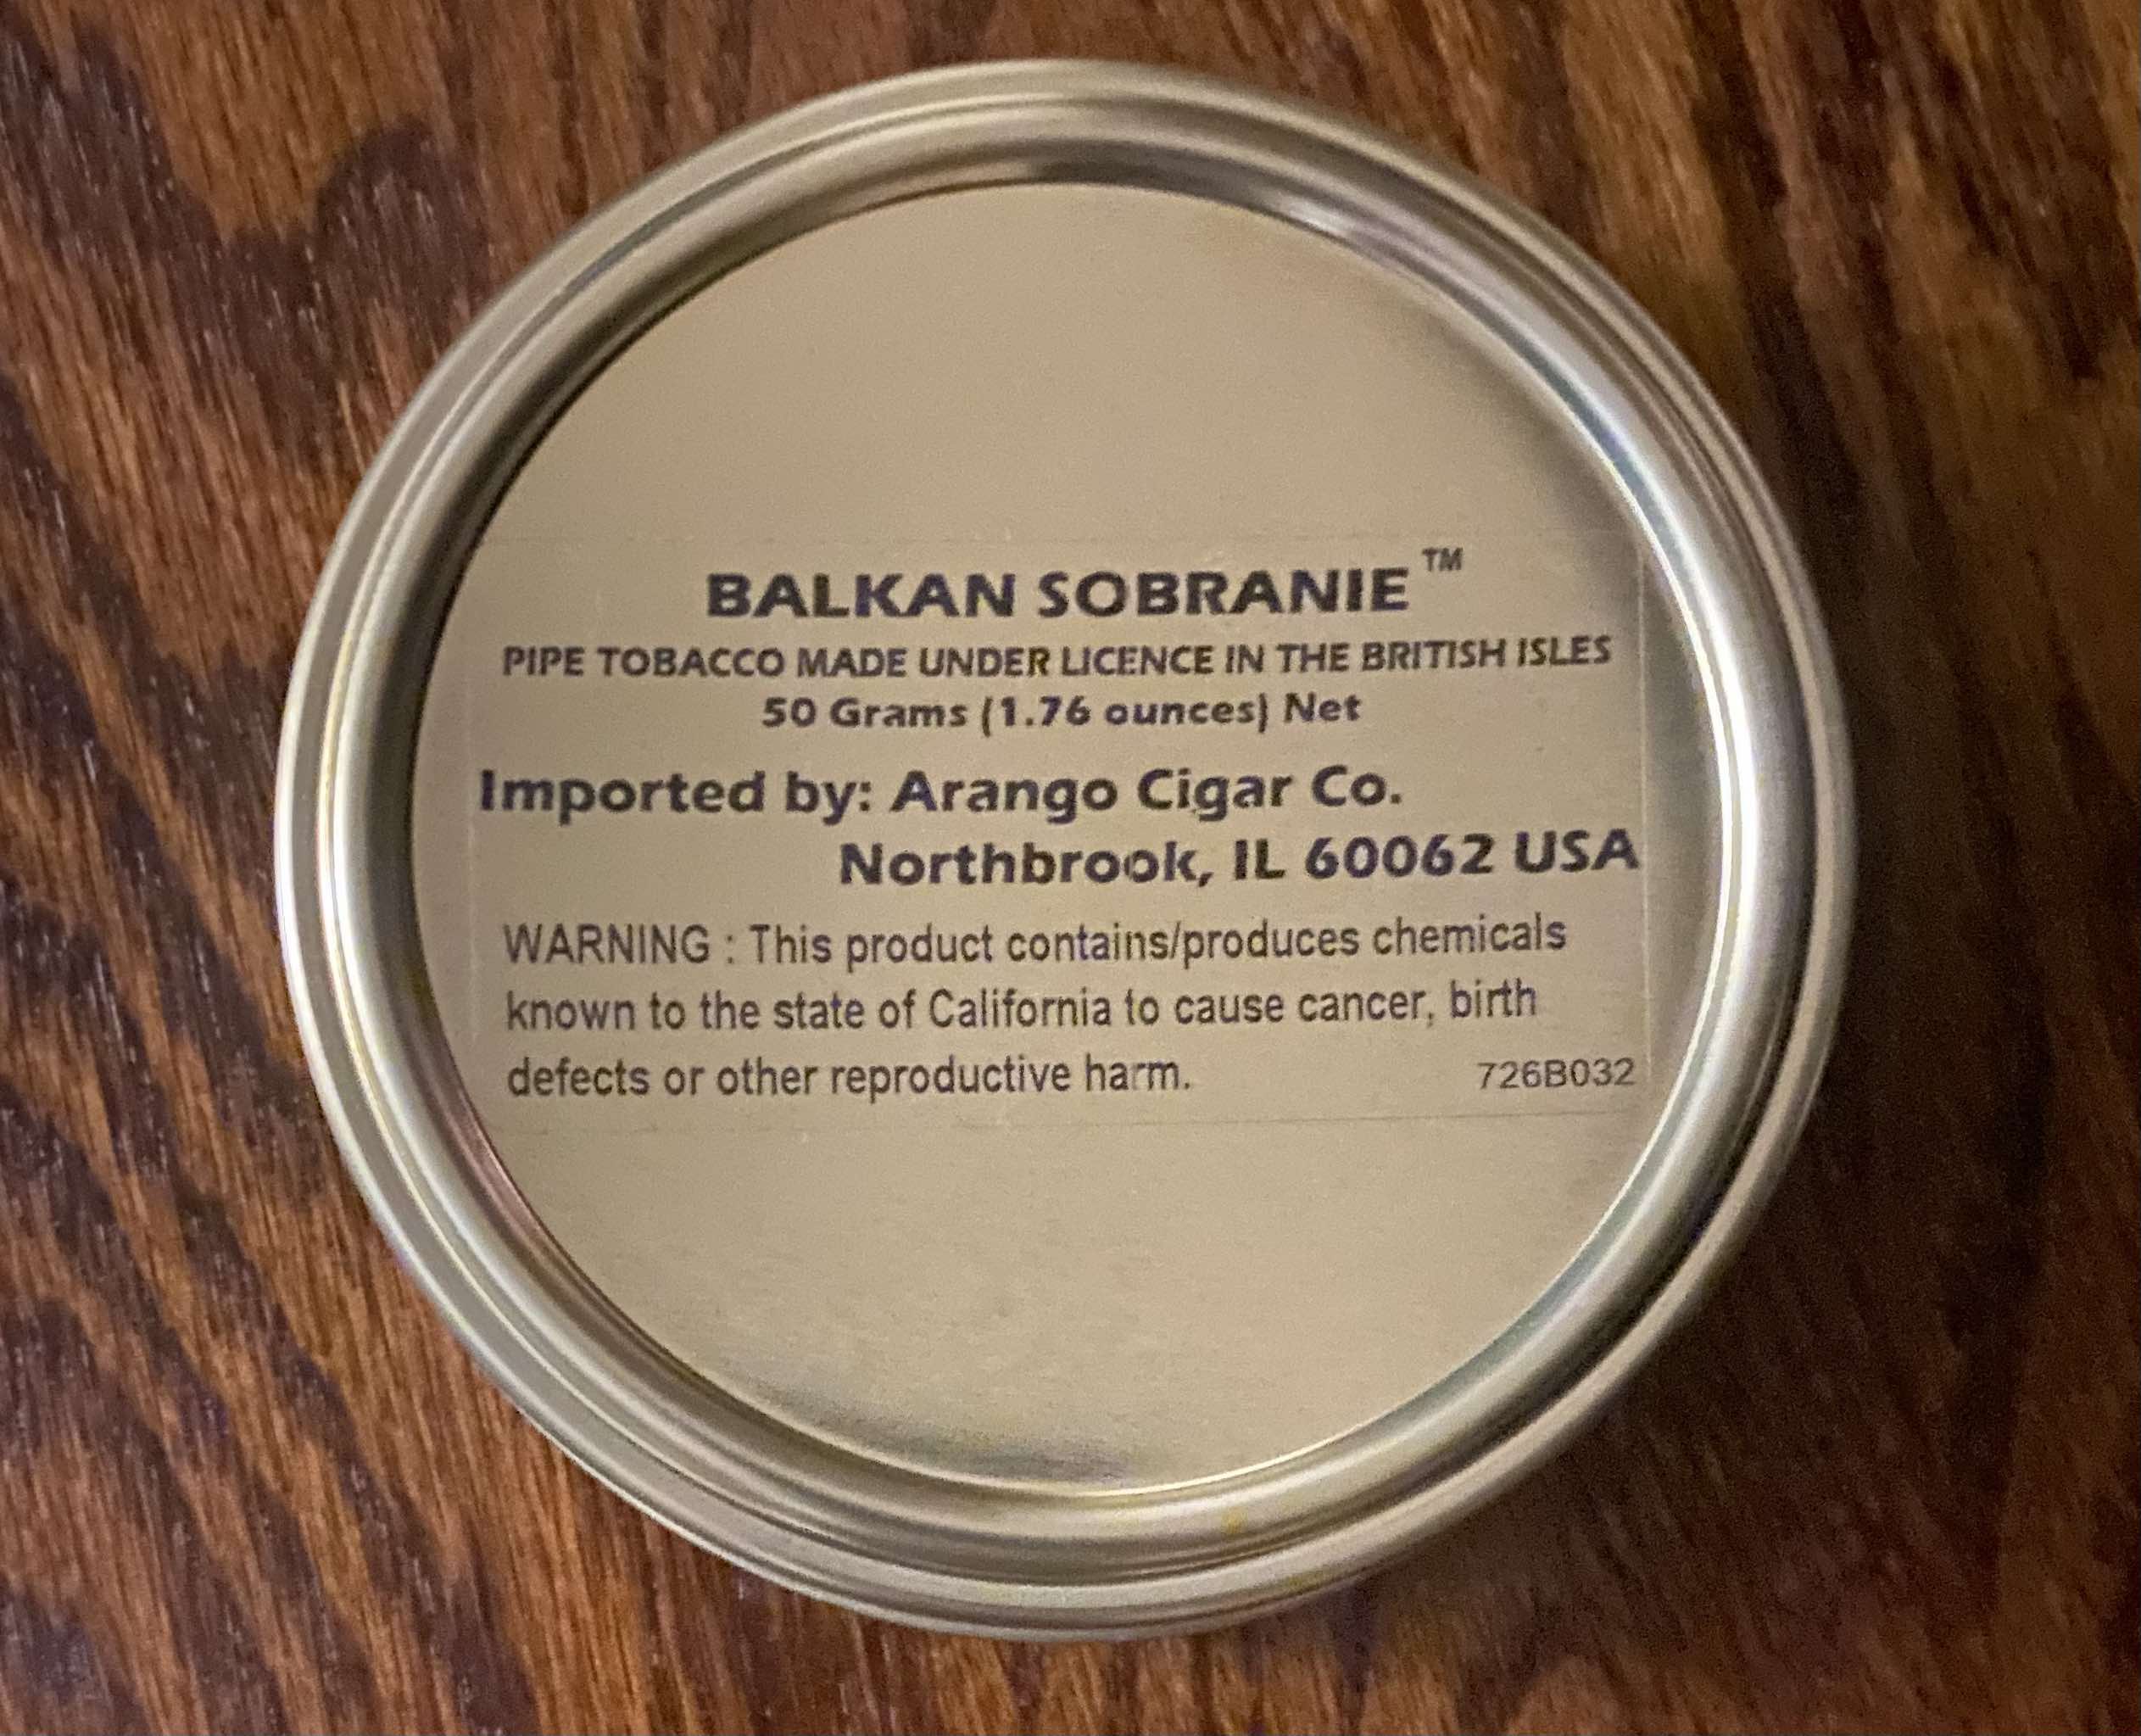 BALKAN SOBRANIE™
PIPE TOBACCO MADE UNDER LICENCE IN THE BRITISH ISLES
50 Grams (1.76 ounces) Net
Imported by: Arango Cigar Co.
Northbrook, IL 60062 USA
WARNING : This product contains/produces chemicals
known to the state of California to cause cancer, birth
defects or other reproductive harm. 726B032